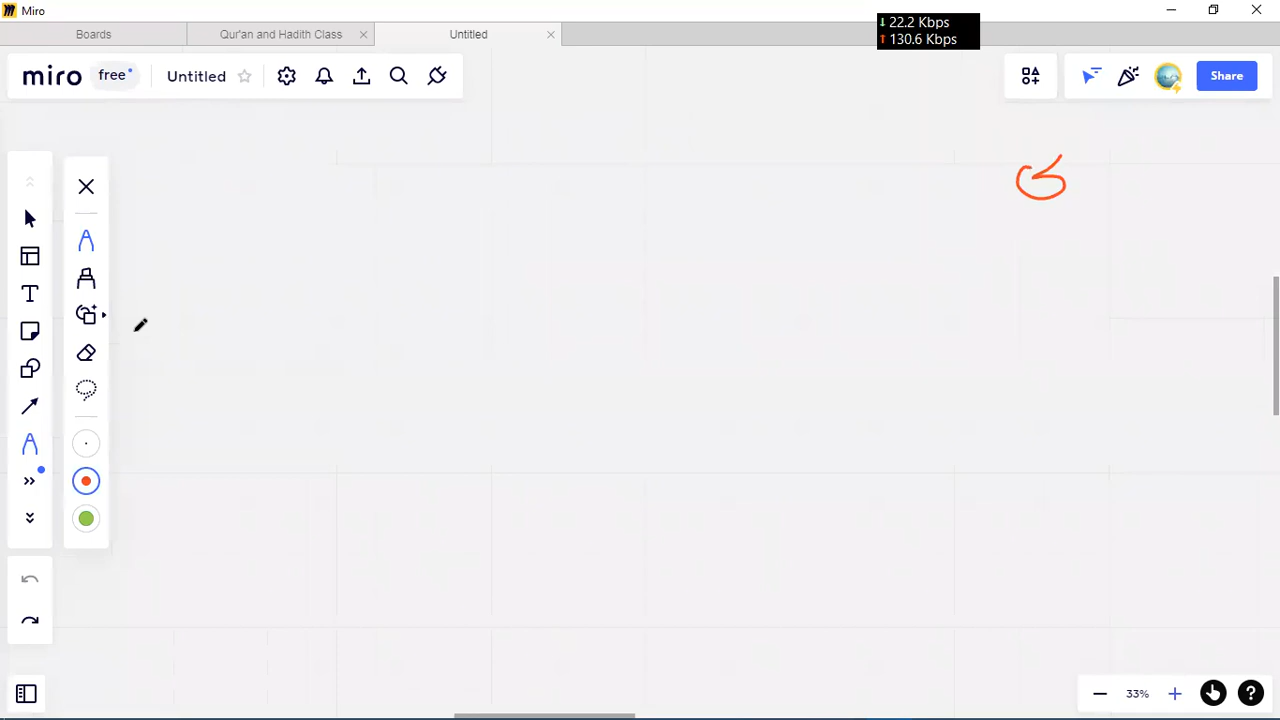 Miro
Boards
Qur'an and Hadith Class
Untitled
22.2 Kbps
130.6 Kbps
miro
free
Untitled
Share
33%